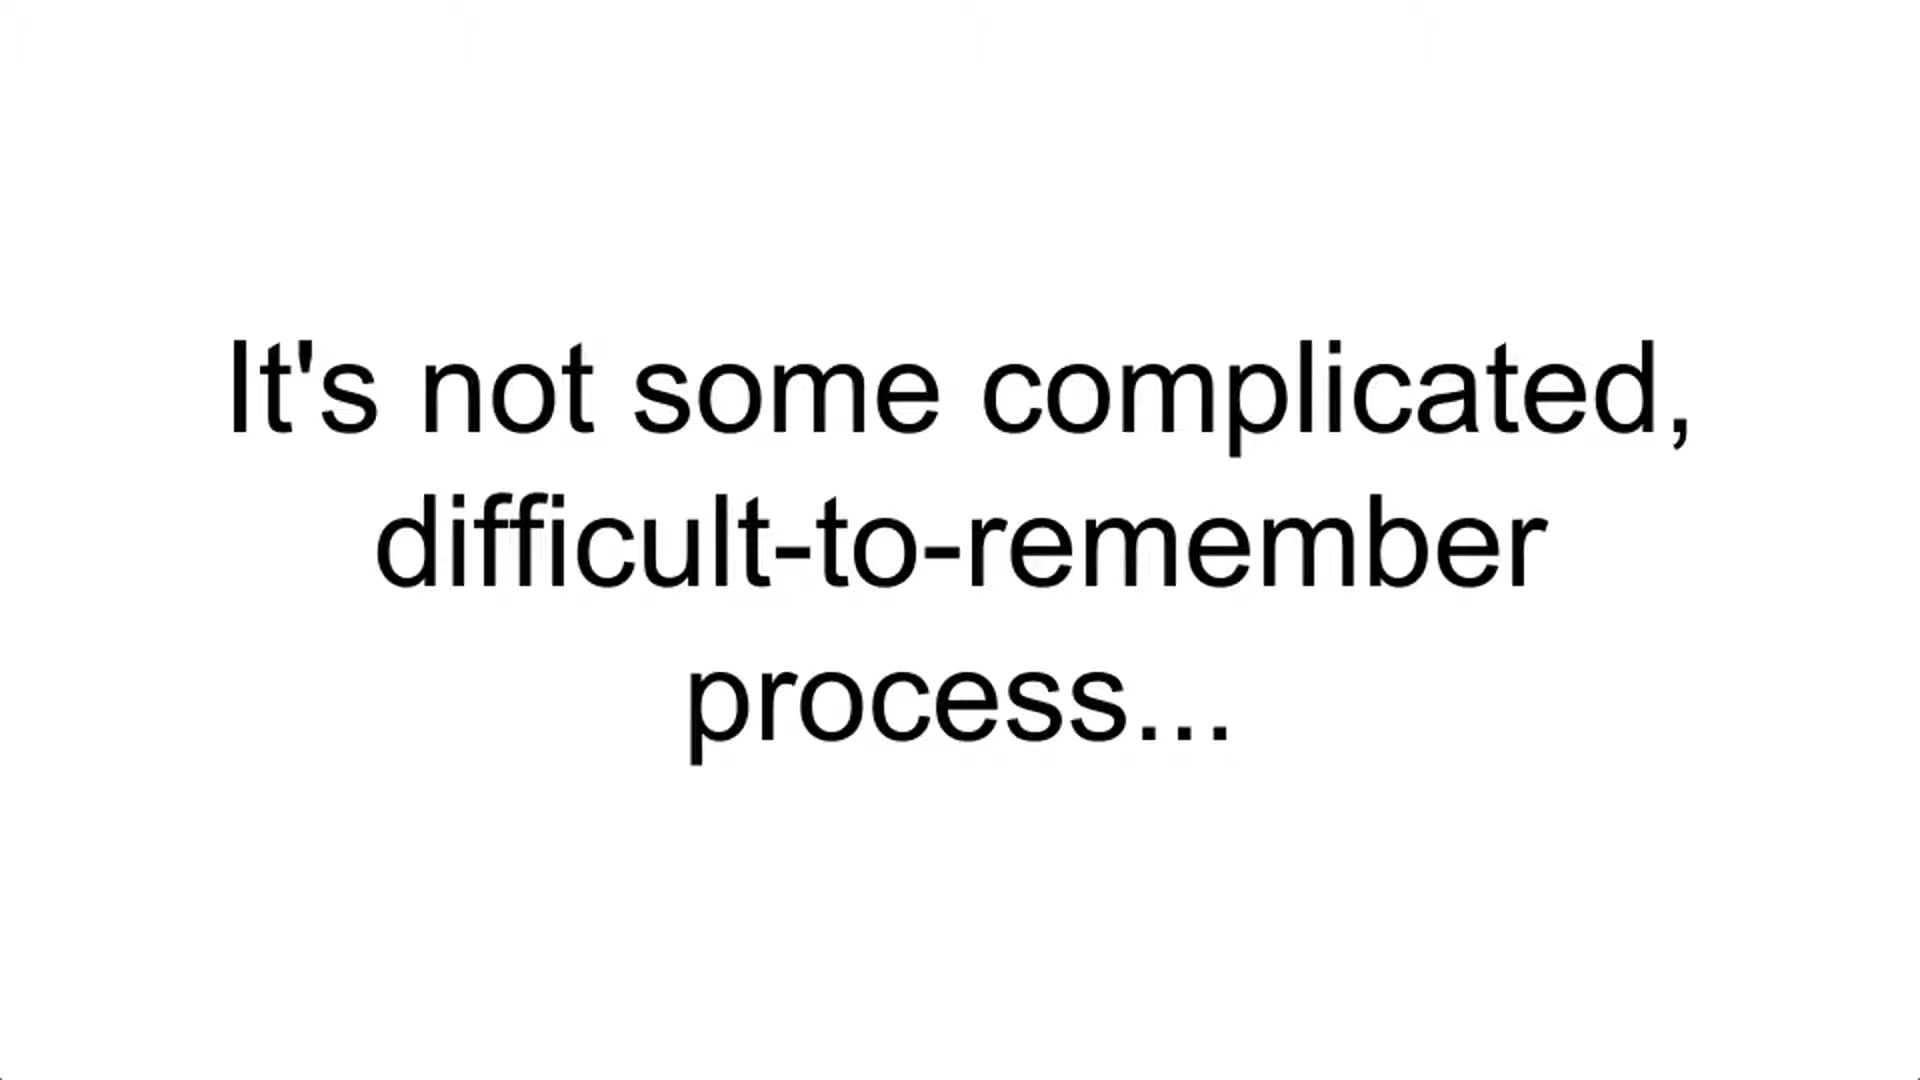 It's not some complicated,
difficult-to-remember
process...